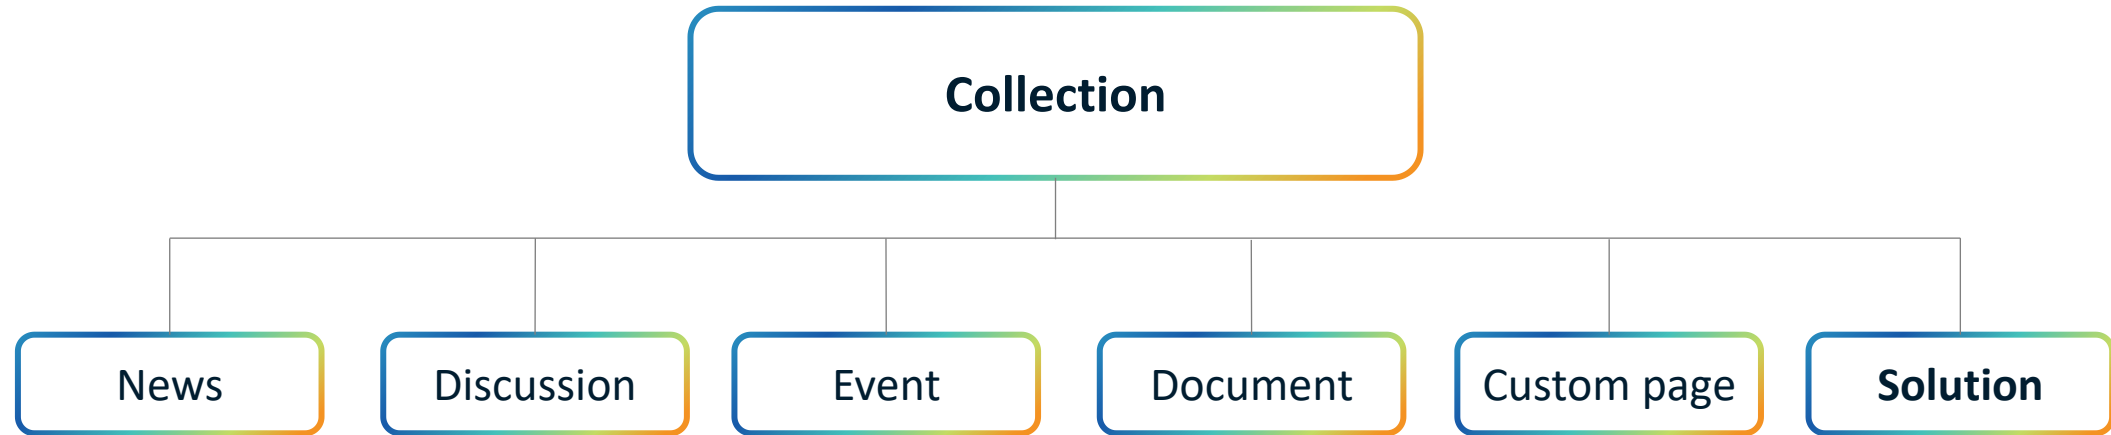 Collection
News
Discussion
Event
Document
Custom page
Solution